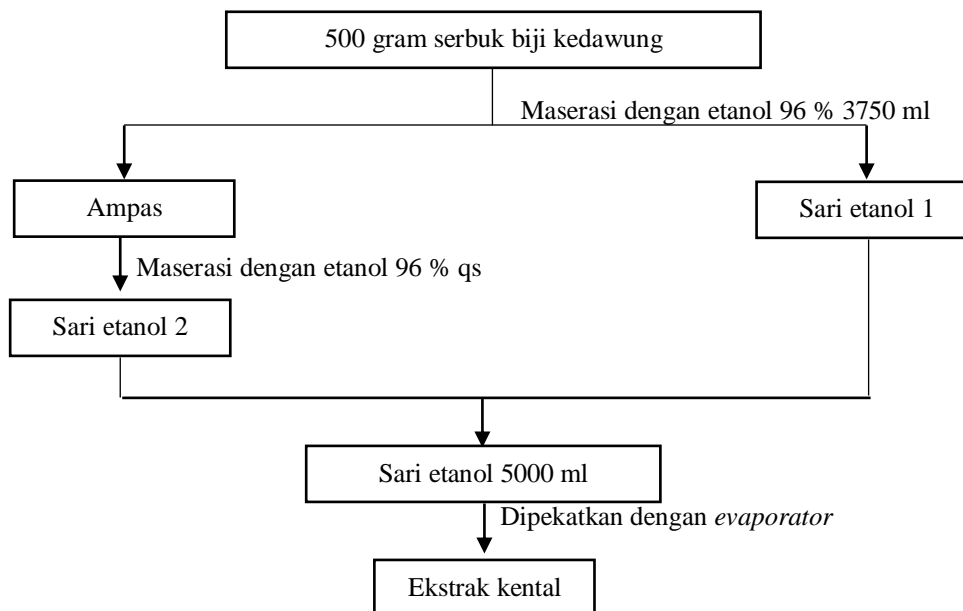 500 gram serbuk biji kedawung
Maserasi dengan etanol 96 % 3750 ml
Ampas
Sari etanol 1
Maserasi dengan etanol 96 % qs
Sari etanol 2
Sari etanol 5000 ml
Dipekatkan dengan evaporator
Ekstrak kental